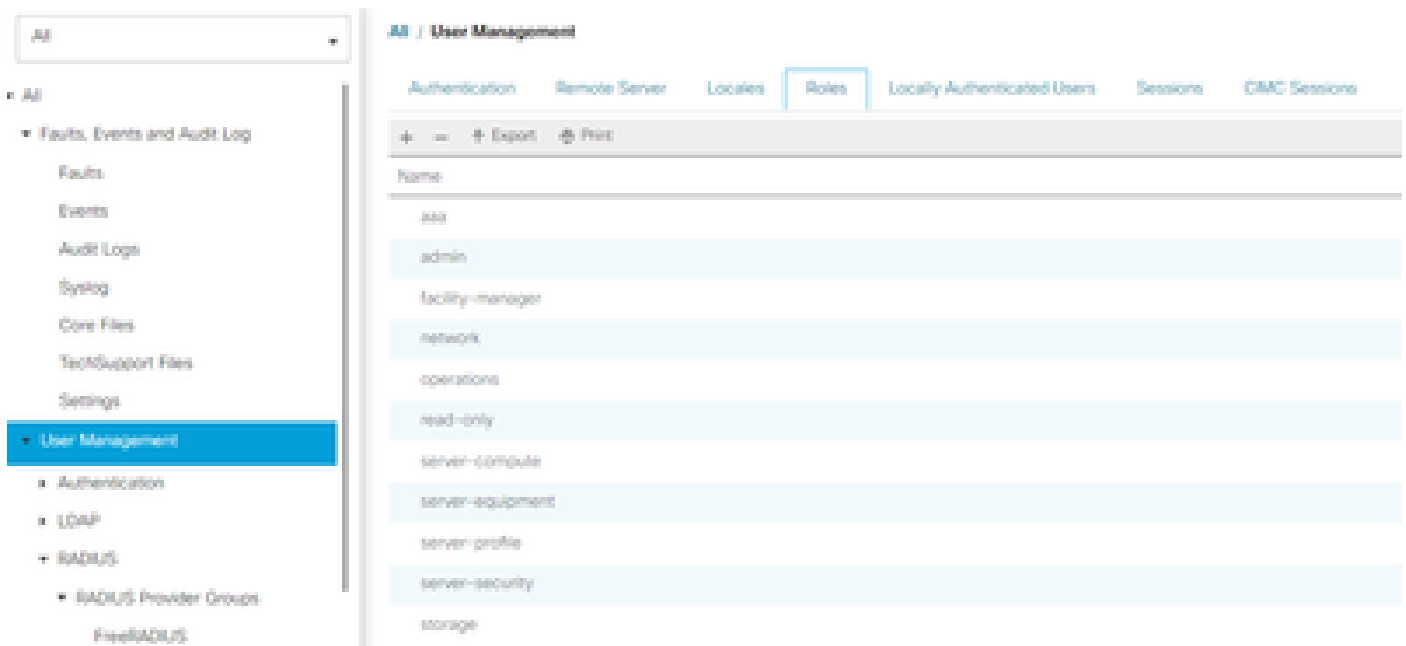 All
All
Faults, Events and Audit Log
Faults
Events
Audit Logs
Syslog
Core Files
TechSupport Files
Settings
User Management
Authentication
LDAP
RADIUS
RADIUS Provider Groups
FreeRADIUS
All / User Management
Authentication Remote Server Locales Roles Locally Authenticated Users Sessions CIMC Sessions
+ − Export Print
Name
aaa
admin
facility-manager
network
operations
read-only
server-compute
server-equipment
server-profile
server-security
storage